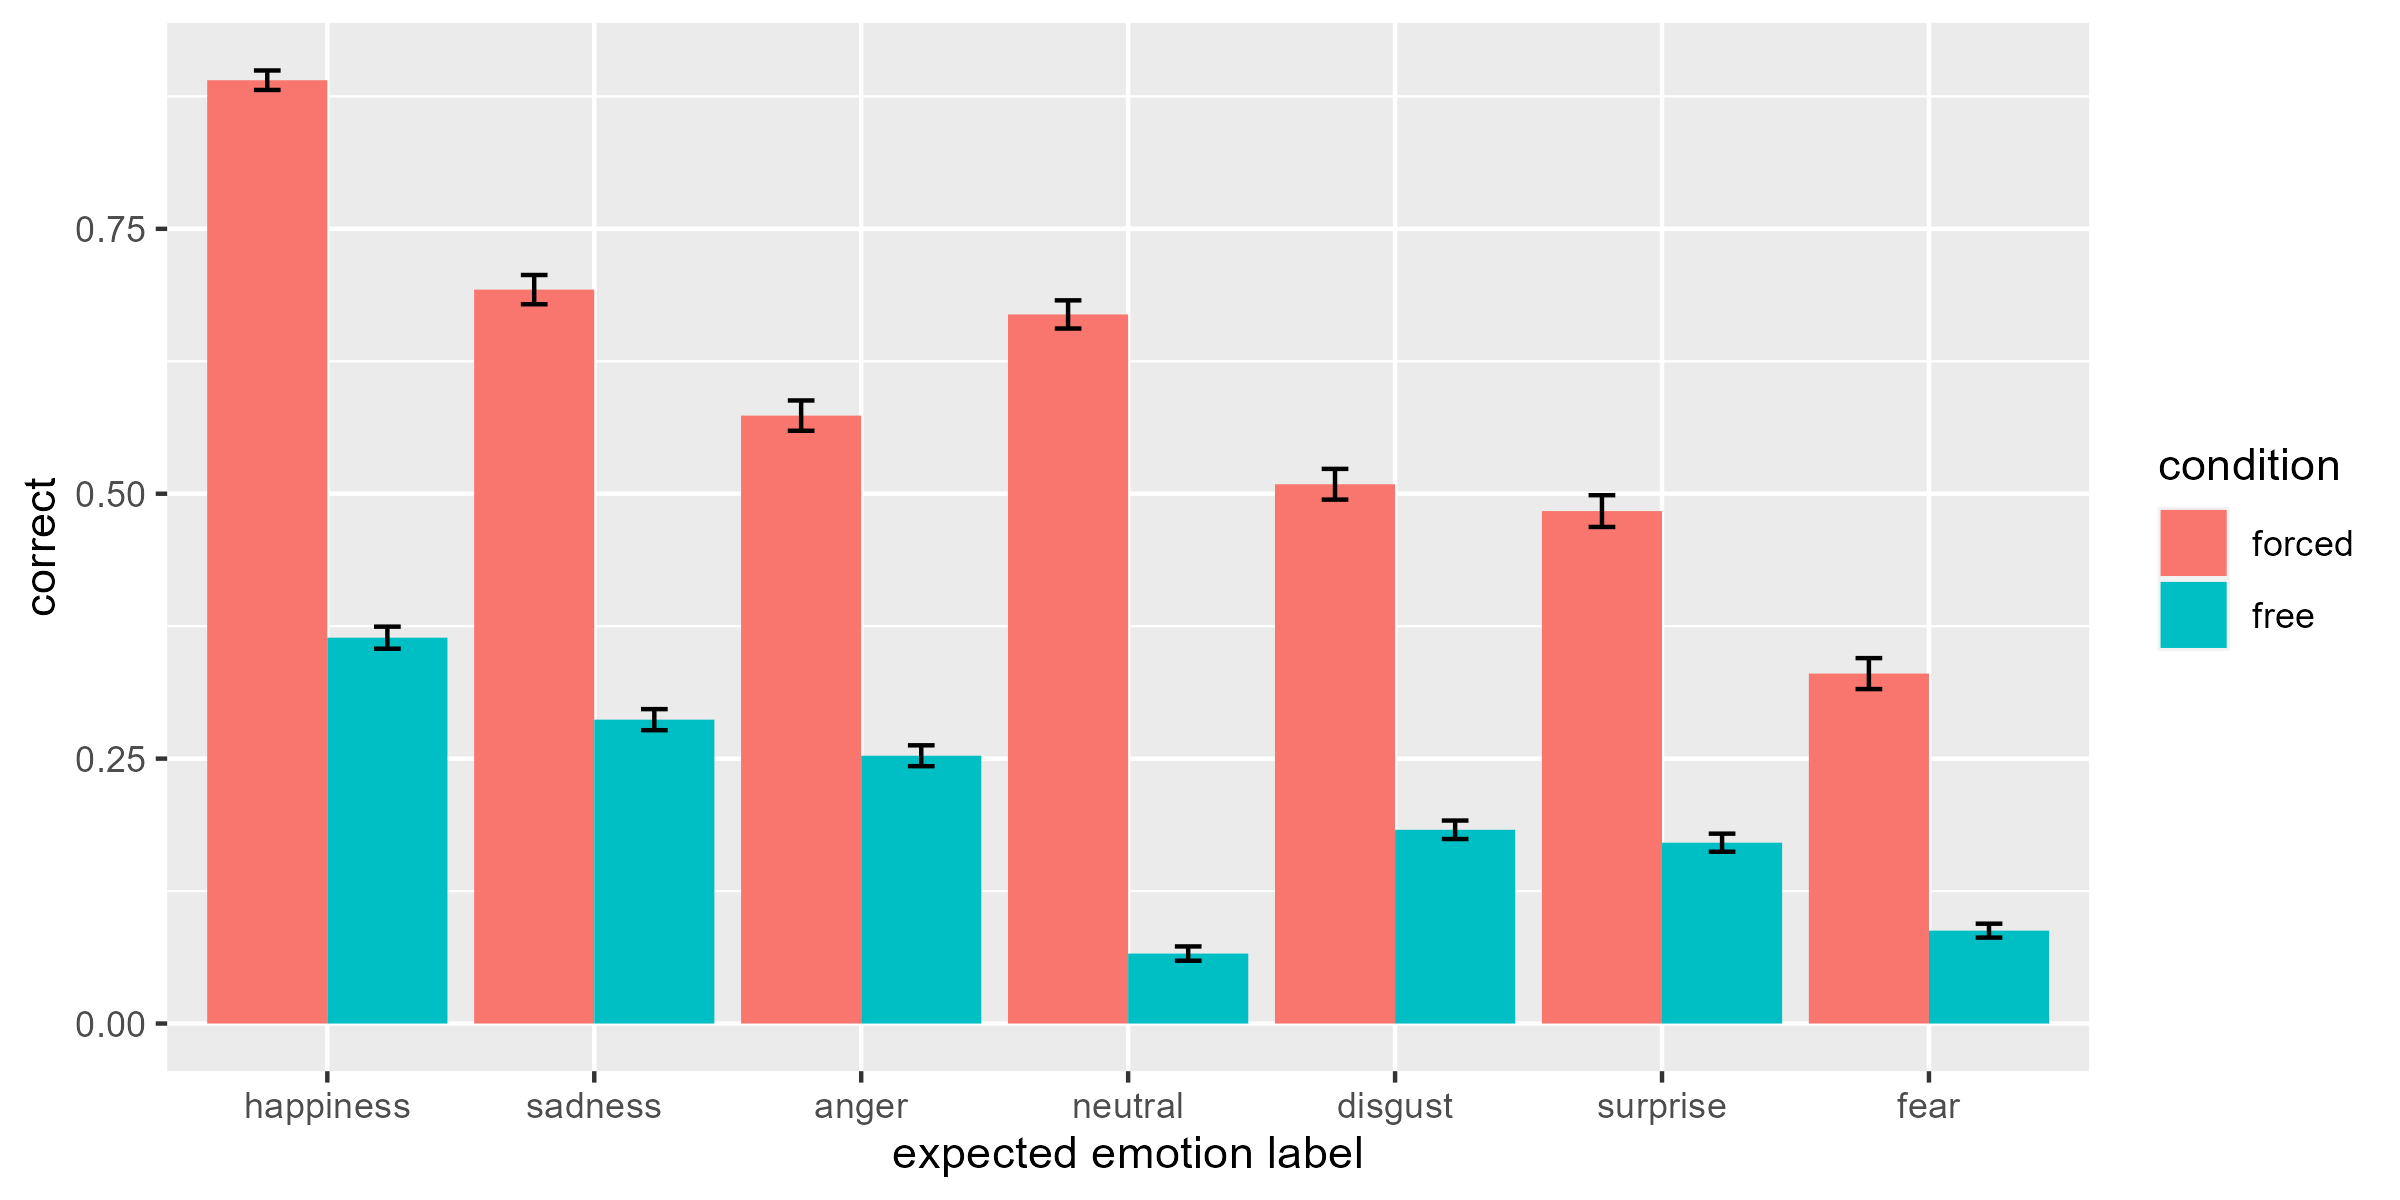 correct
0.75
0.50
0.25
0.00
happiness sadness anger neutral disgust surprise fear
expected emotion label
condition
forced
free